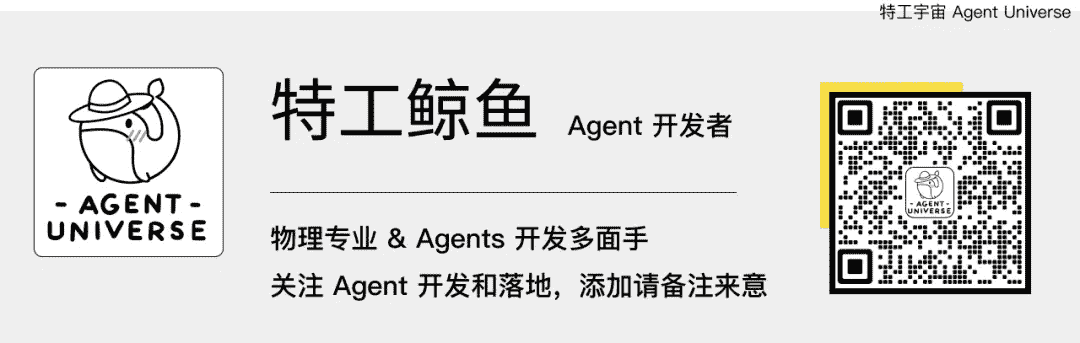 特工宇宙 Agent Universe
- AGENT -
UNIVERSE
特工鲸鱼 Agent 开发者
物理专业 & Agents 开发多面手
关注 Agent 开发和落地，添加请备注来意
- AGENT -
UNIVERSE